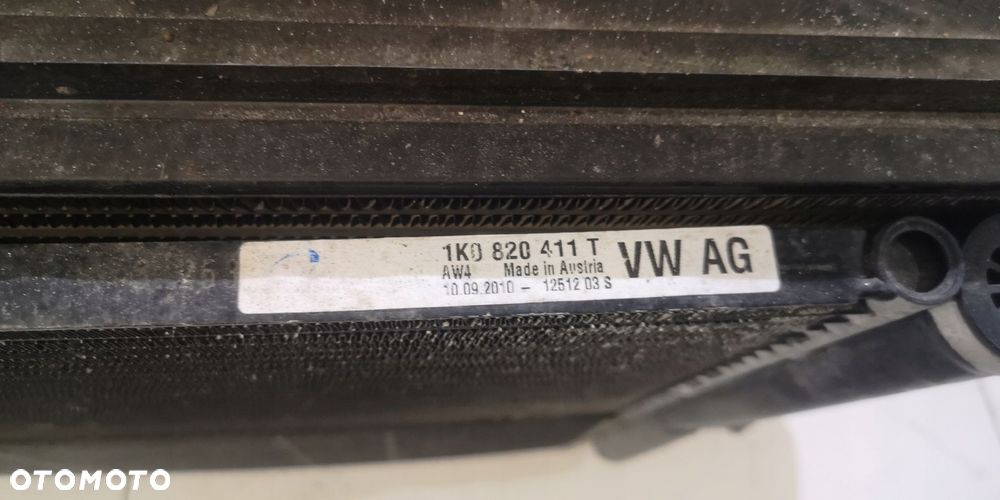 1K0 820 411 T VW AG
AW4 Made in Austria
10.09.2010 - 12512 03 S
OTOMOTO